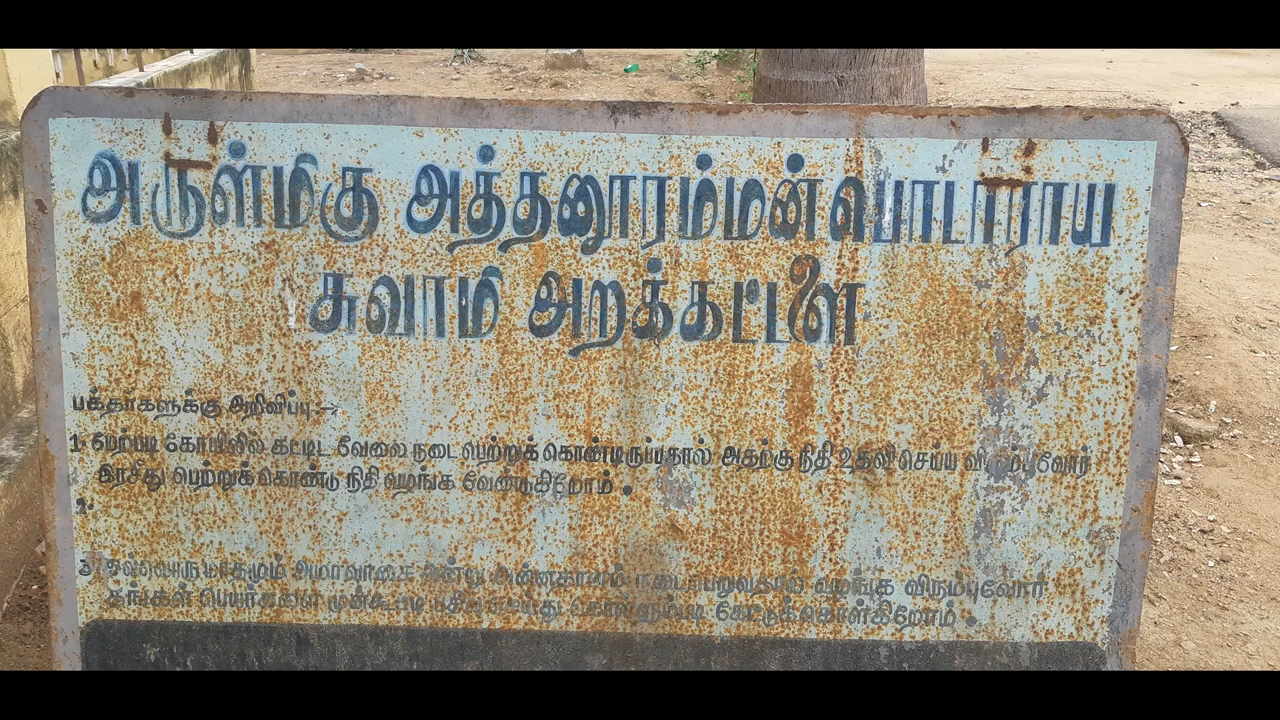 அருள்மிகு அத்தனூரம்மன் பொடாராய
சுவாமி அறக்கட்டளை
பக்தர்களுக்கு அறிவிப்பு :→
1. மேற்படி கோயிலில் கட்டிட வேலை நடை பெற்றுக் கொண்டிருப்பதால் அதற்கு நிதி உதவி செய்ய விரும்புவோர்
இரசீது பெற்றுக் கொண்டு நிதி வழங்க வேண்டுகிறோம்.
2.
3. ஒவ்வொரு மாதமும் அமாவாசை அன்று அன்னதானம் நடைபெறுவதால் வழங்க விரும்புவோர்
தங்கள் பெயர்களை முன்கூட்டி பதிவு செய்து கொள்ளும்படி கேட்டுக்கொள்கிறோம்.